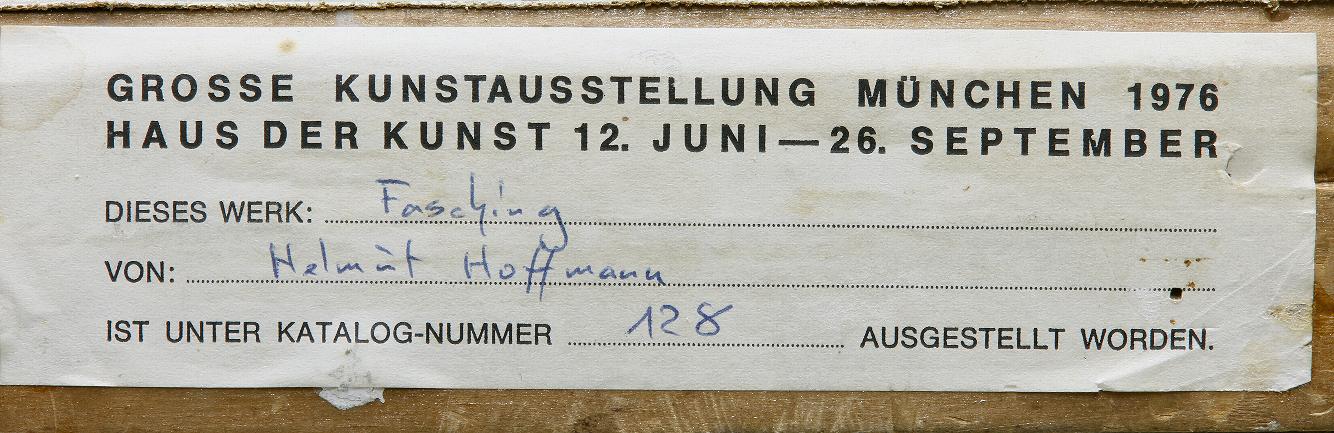 GROSSE KUNSTAUSSTELLUNG MÜNCHEN 1976
HAUS DER KUNST 12. JUNI—26. SEPTEMBER
DIESES WERK: Fasching
VON: Helmut Hoffmann
IST UNTER KATALOG-NUMMER 128 AUSGESTELLT WORDEN.